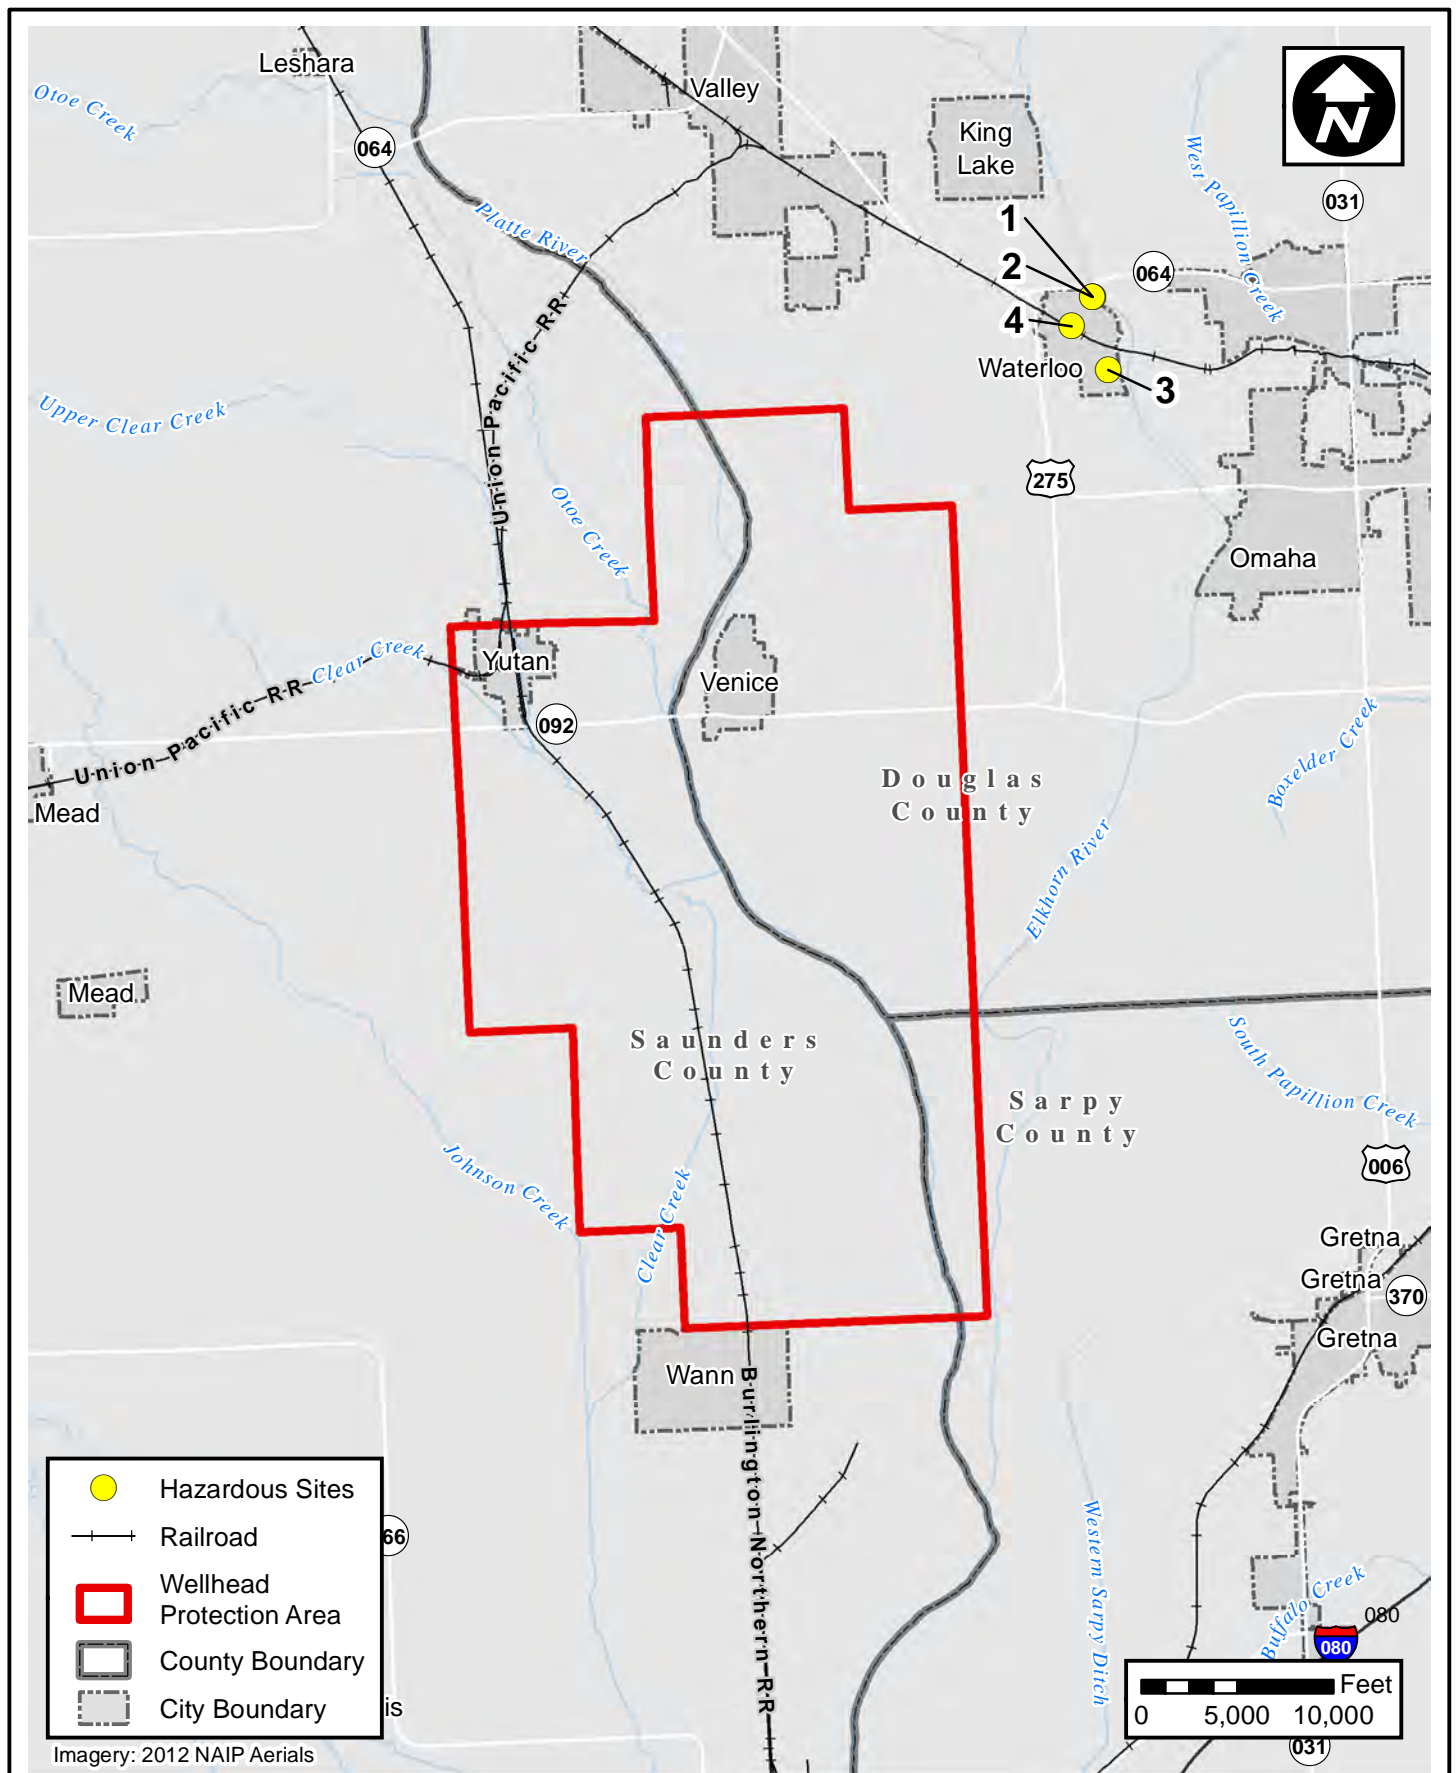 Leshara
Valley
Otoe Creek
064
King
Lake
N
West Papillion Creek
031
Platte River
1
2
064
4
Waterloo
3
Union Pacific RR
Upper Clear Creek
275
Otoe Creek
Omaha
Clear Creek
Yutan
Venice
Union Pacific RR
092
Boxelder Creek
Mead
Douglas
County
Elkhorn River
Mead
Saunders
County
South Papillion Creek
Sarpy
County
Johnson Creek
006
Clear Creek
Gretna
Gretna
370
Gretna
Wann
Burlington Northern RR
Hazardous Sites
Railroad
66
Wellhead
Protection Area
County Boundary
City Boundary
is
Western Sarpy Ditch
Buffalo Creek
080
080
Feet
0 5,000 10,000
031
Imagery: 2012 NAIP Aerials